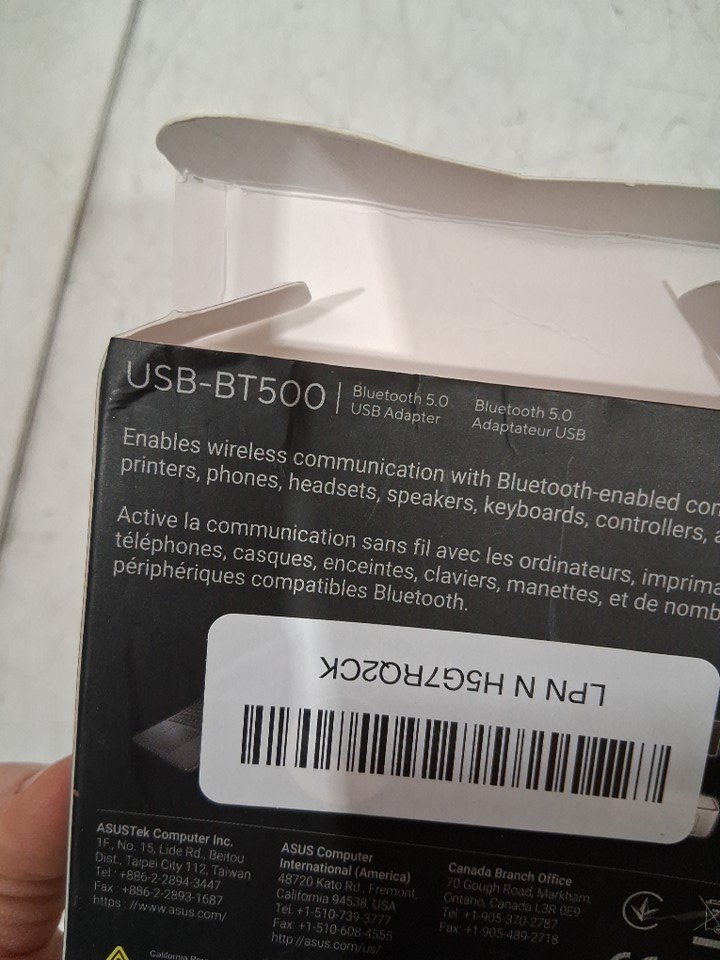 USB-BT500
Bluetooth 5.0
USB Adapter
Bluetooth 5.0
Adaptateur USB
Enables wireless communication with Bluetooth-enabled
printers, phones, headsets, speakers, keyboards, controllers,
Active la communication sans fil avec les ordinateurs,
téléphones, casques, enceintes, claviers, manettes, et de
périphériques compatibles Bluetooth.
LPN N H5G7RQ2CK
ASUSTek Computer Inc.
1F., No. 15, Lide Rd., Beitou
Dist., Taipei City 112, Taiwan
Tel : +886-2-2894-3447
Fax : +886-2-2893-1687
https : //www.asus.com/
ASUS Computer
International (America)
48720 Kato Rd., Fremont,
California 94538, USA
Tel. +1-510-739-3777
Fax +1-510-608-4555
http://asus.com/us/
Canada Branch Office
70 Gough Road, Markham,
Ontario, Canada L3R 0E9
Tel +1-905-370-2787
Fax +1-905-489-2718
California